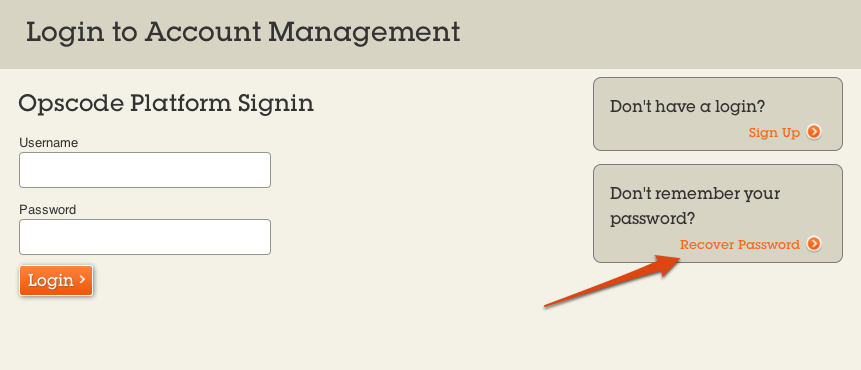 Login to Account Management
Opscode Platform Signin
Username
Password
Login
Don't have a login?
Sign Up
Don't remember your
password?
Recover Password